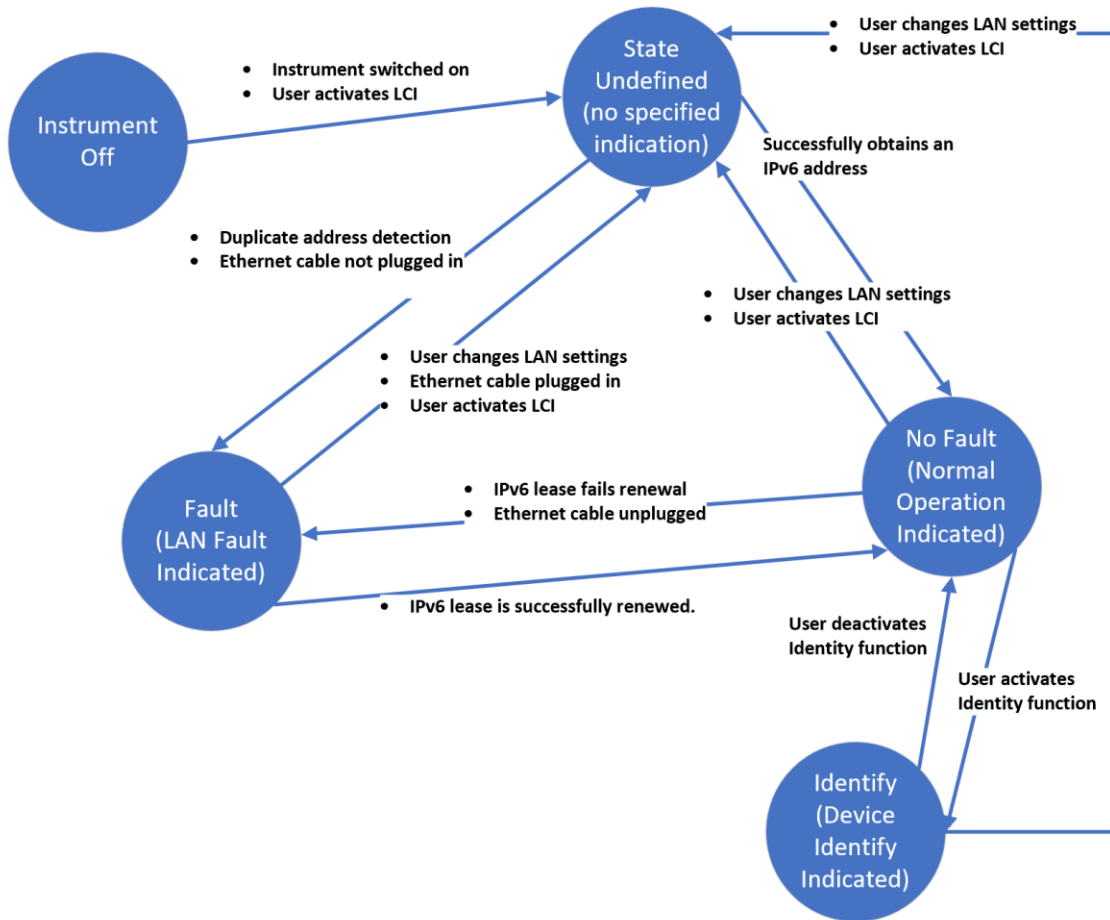 • User changes LAN settings
• User activates LCI
State
Undefined
(no specified
indication)
• Instrument switched on
• User activates LCI
Instrument
Off
Successfully obtains an
IPv6 address
• Duplicate address detection
• Ethernet cable not plugged in
• User changes LAN settings
• User activates LCI
• User changes LAN settings
• Ethernet cable plugged in
• User activates LCI
No Fault
(Normal
Operation
Indicated)
• IPv6 lease fails renewal
• Ethernet cable unplugged
Fault
(LAN Fault
Indicated)
• IPv6 lease is successfully renewed.
User deactivates
Identity function
User activates
Identity function
Identify
(Device
Identify
Indicated)